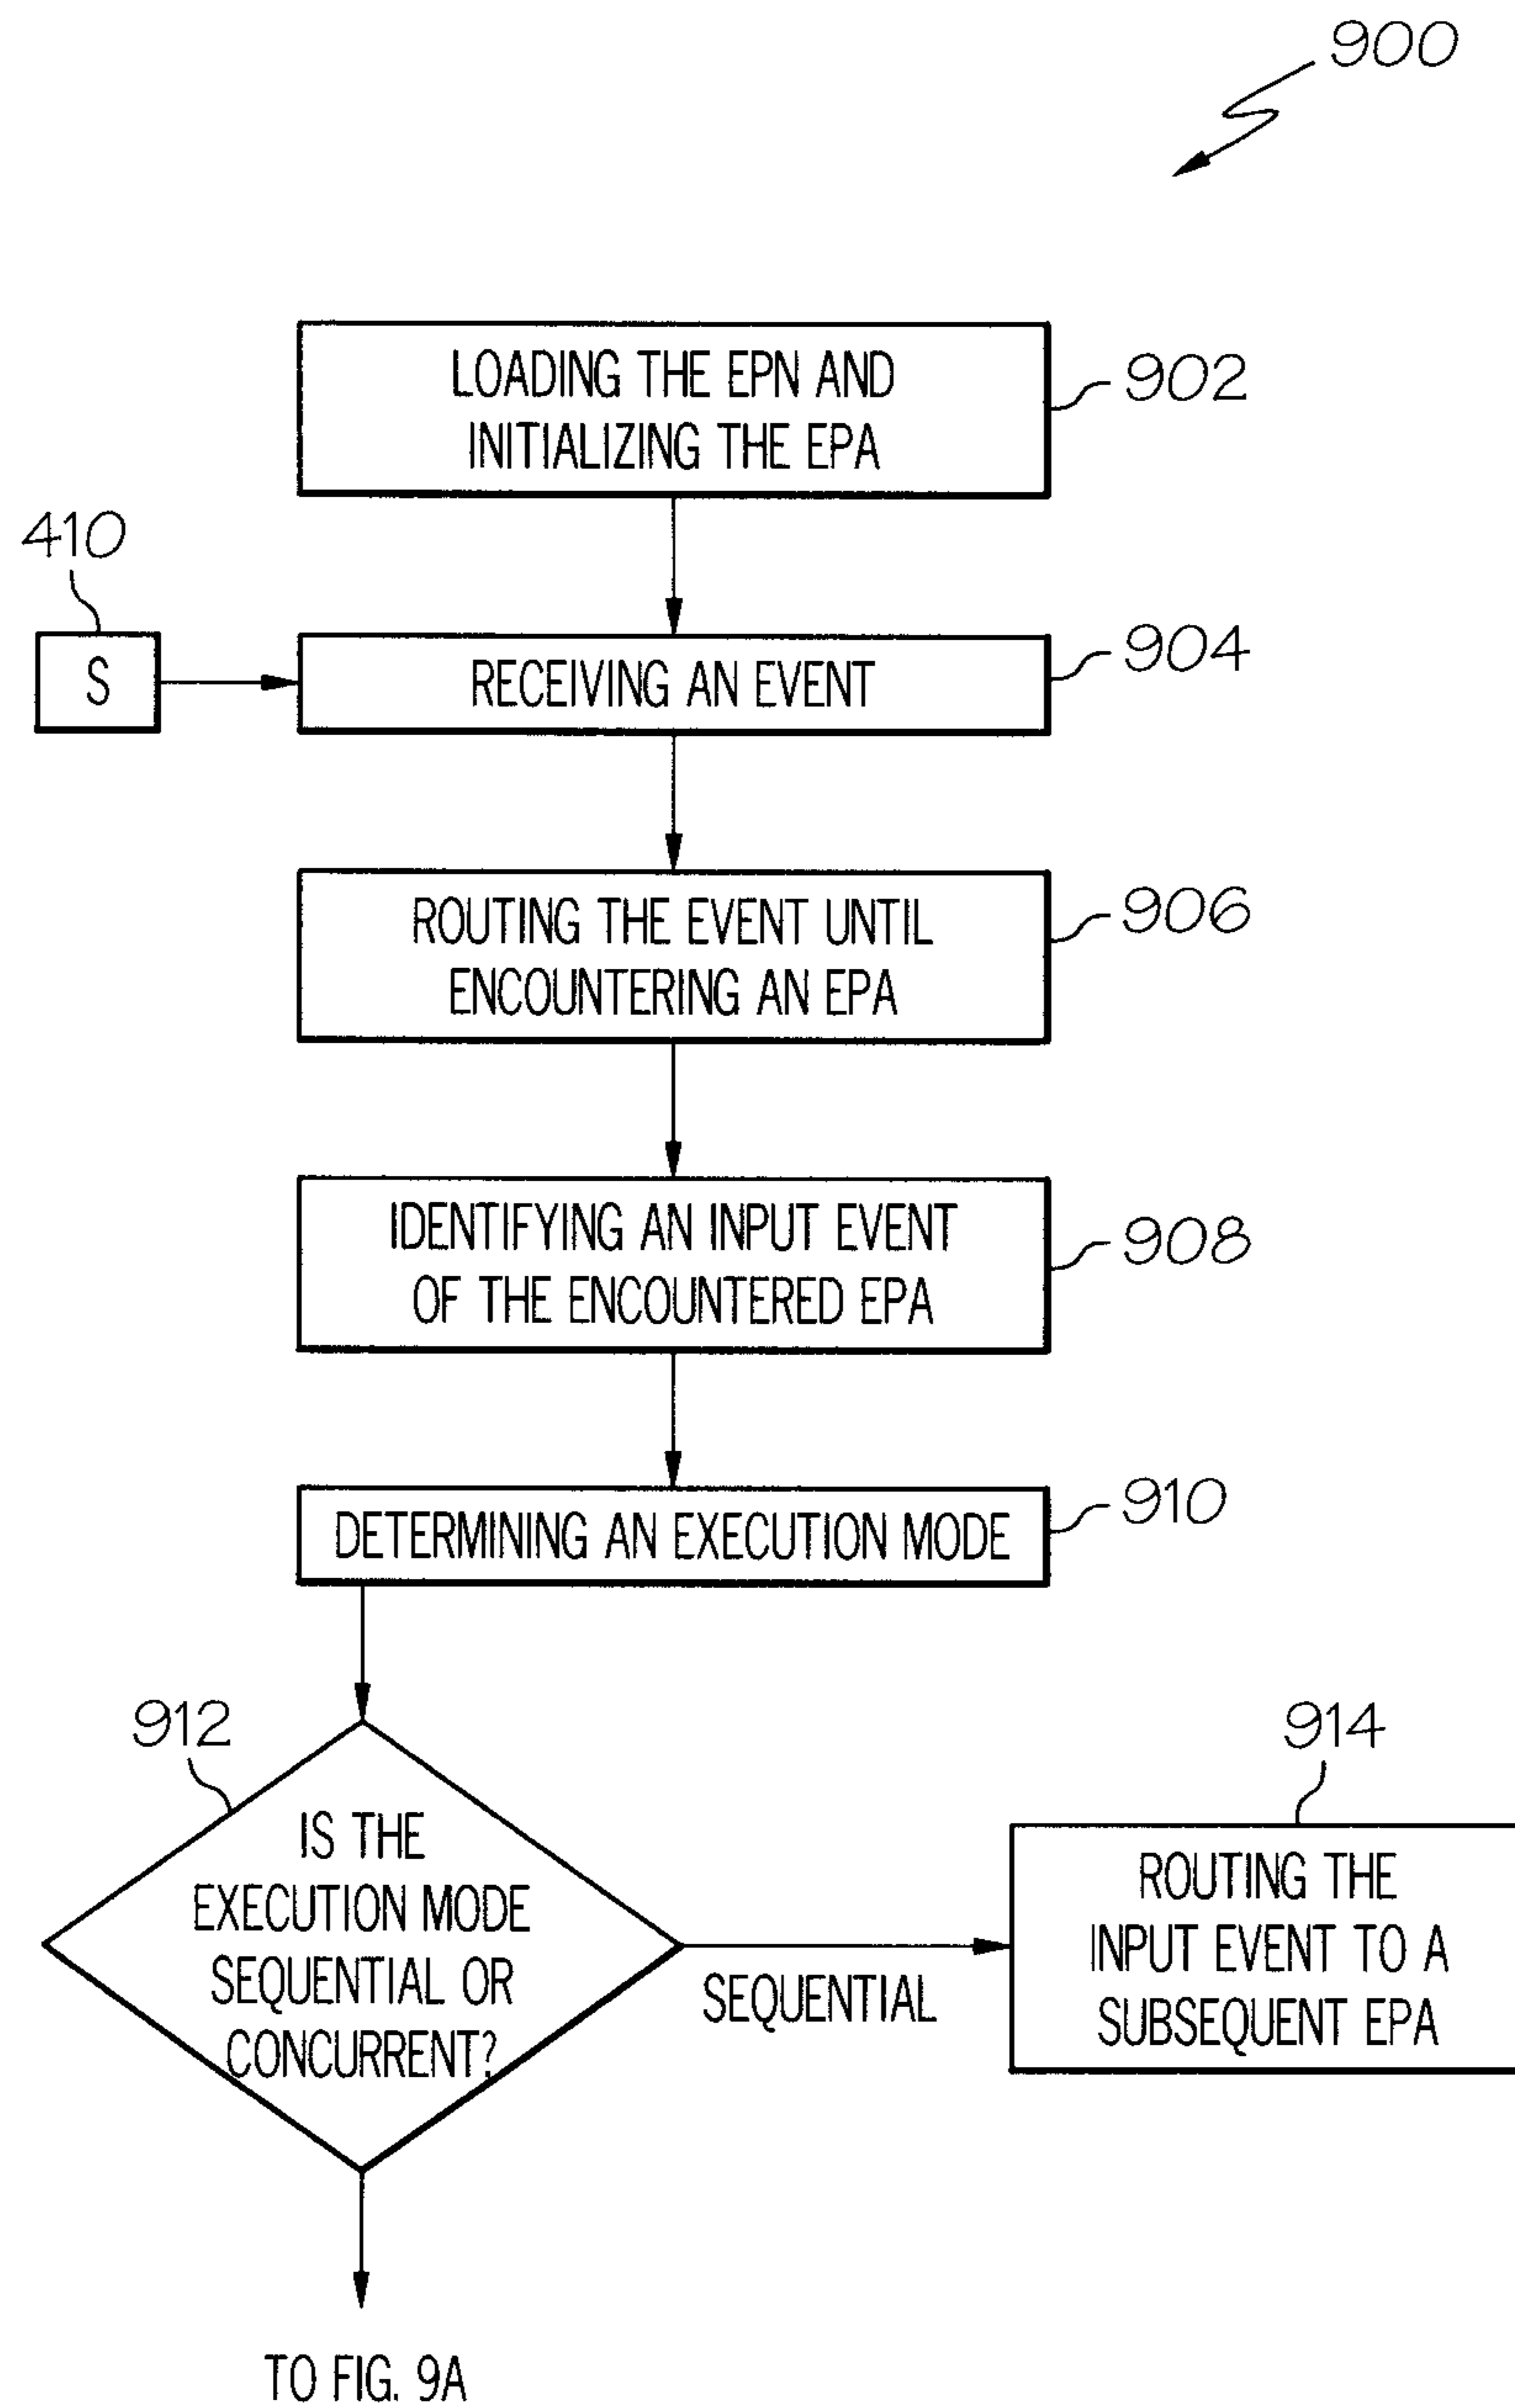 900
LOADING THE EPN AND
INITIALIZING THE EPA
902
410
S
RECEIVING AN EVENT
904
ROUTING THE EVENT UNTIL
ENCOUNTERING AN EPA
906
IDENTIFYING AN INPUT EVENT
OF THE ENCOUNTERED EPA
908
DETERMINING AN EXECUTION MODE
910
912
IS THE
EXECUTION MODE
SEQUENTIAL OR
CONCURRENT?
SEQUENTIAL
914
ROUTING THE
INPUT EVENT TO A
SUBSEQUENT EPA
TO FIG. 9A